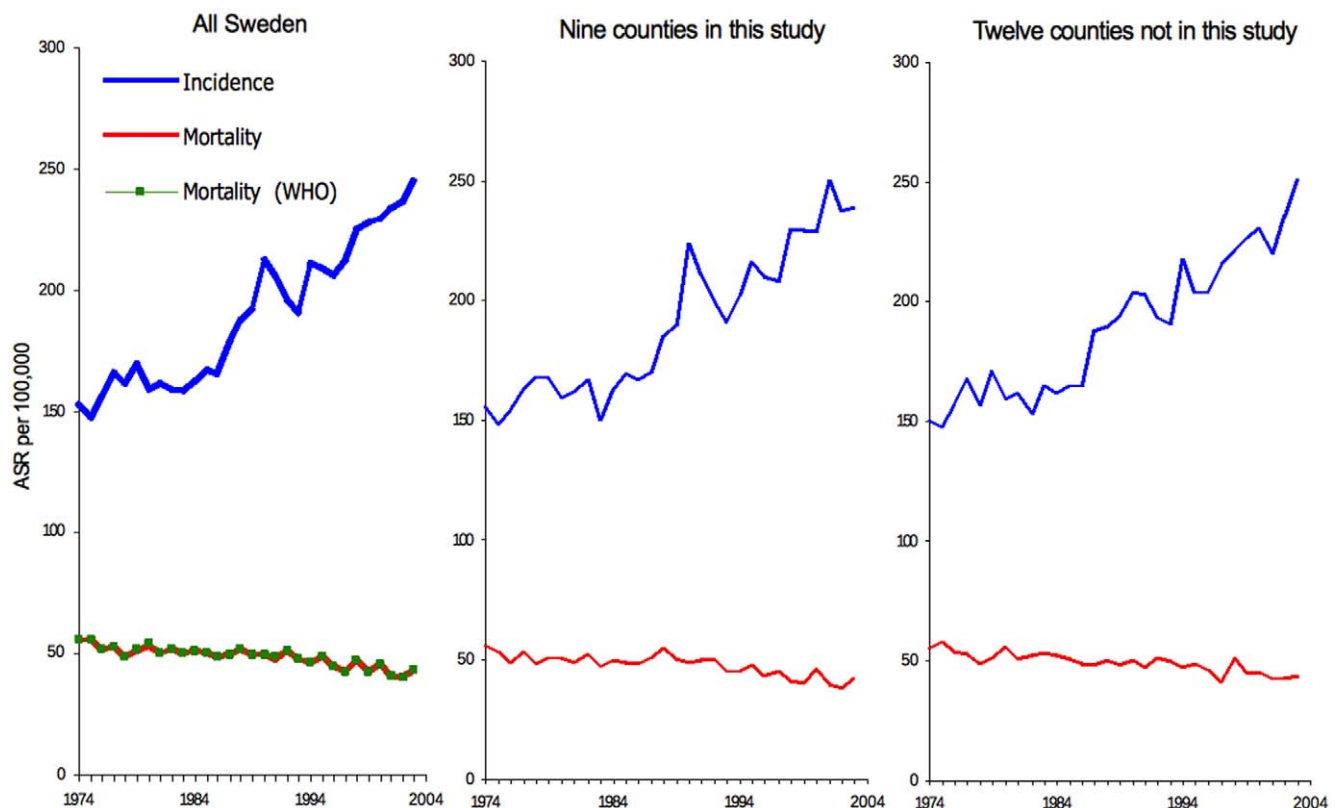 All Sweden
300
250
200
150
100
50
0
ASR per 100,000
Incidence
Mortality
Mortality (WHO)
1974 1984 1994 2004
Nine counties in this study
300
250
200
150
100
50
0
1974 1984 1994 2004
Twelve counties not in this study
300
250
200
150
100
50
0
1974 1984 1994 2004